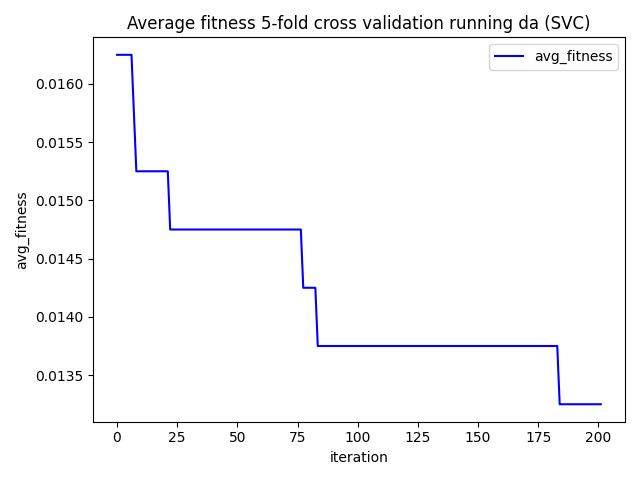 Average fitness 5-fold cross validation running da (SVC)
avg_fitness
0.0160
0.0155
0.0150
0.0145
0.0140
0.0135
avg_fitness
0 25 50 75 100 125 150 175 200
iteration